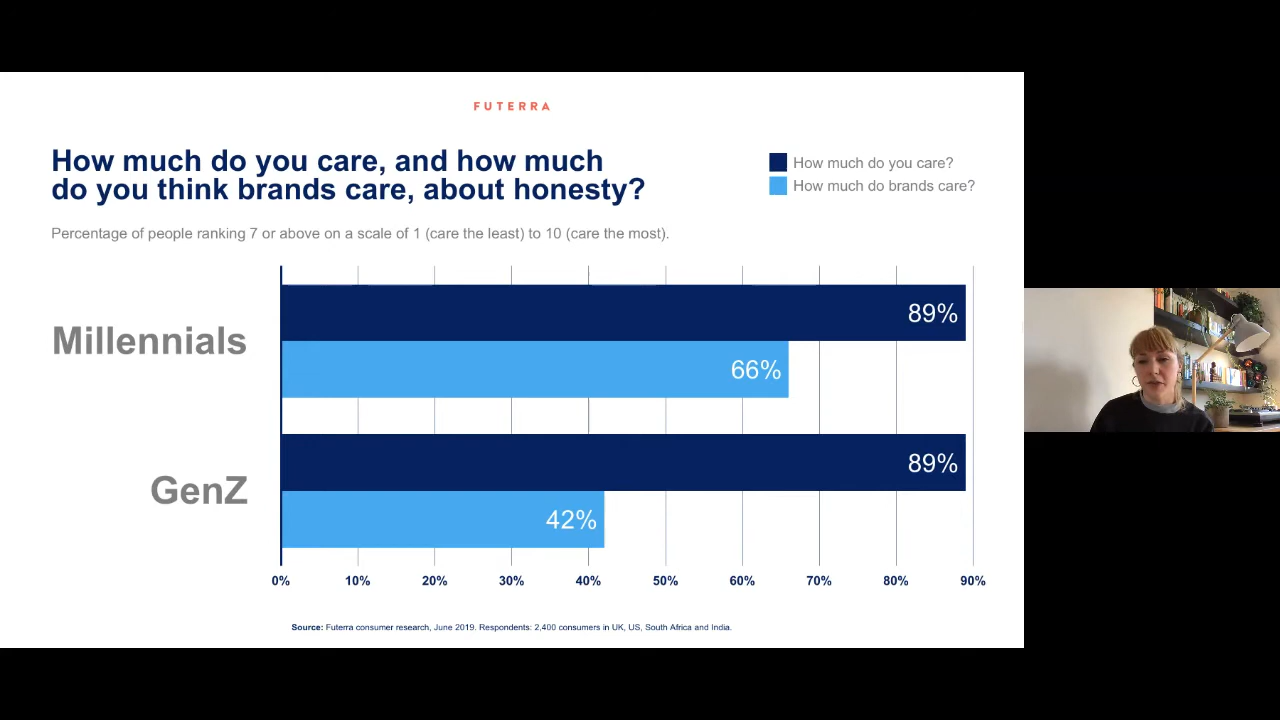 FUTERRA
How much do you care, and how much
do you think brands care, about honesty?
How much do you care?
How much do brands care?
Percentage of people ranking 7 or above on a scale of 1 (care the least) to 10 (care the most).
Millennials
89%
66%
GenZ
89%
42%
0% 10% 20% 30% 40% 50% 60% 70% 80% 90%
Source: Futerra consumer research, June 2019. Respondents: 2,400 consumers in UK, US, South Africa and India.